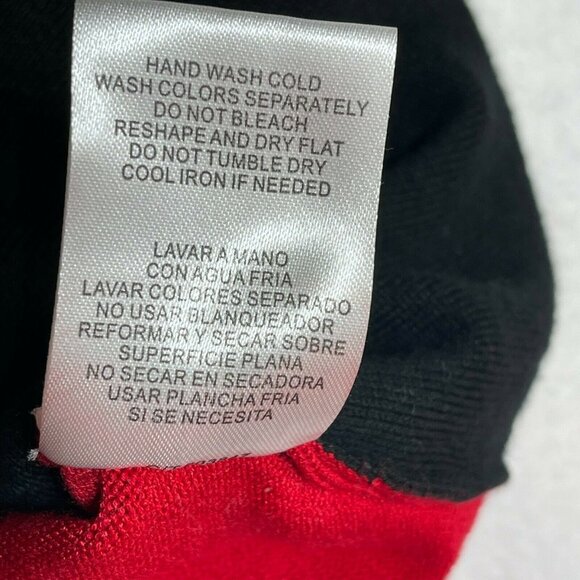 HAND WASH COLD
WASH COLORS SEPARATELY
DO NOT BLEACH
RESHAPE AND DRY FLAT
DO NOT TUMBLE DRY
COOL IRON IF NEEDED
LAVAR A MANO
CON AGUA FRIA
LAVAR COLORES SEPARADO
NO USAR BLANQUEADOR
REFORMAR Y SECAR SOBRE
SUPERFICIE PLANA
NO SECAR EN SECADORA
USAR PLANCHA FRIA
SI SE NECESITA